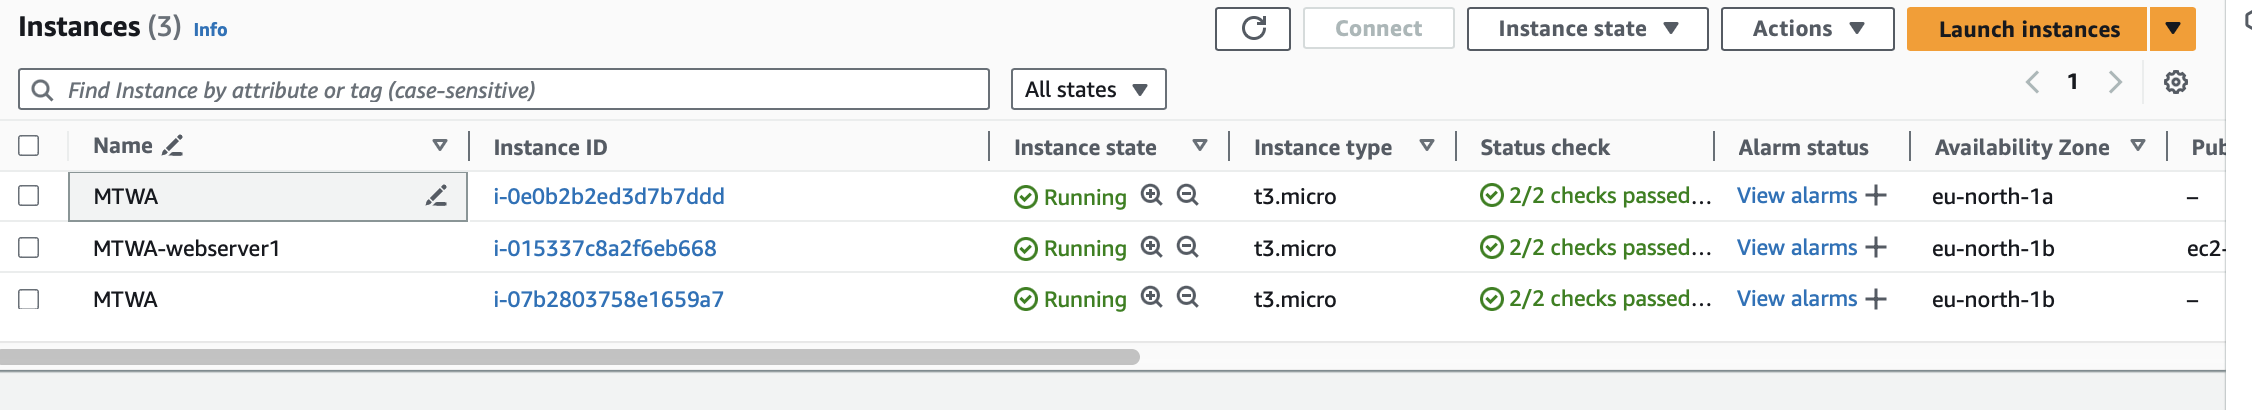 Instances (3) Info Connect Instance state Actions Launch instances
Find Instance by attribute or tag (case-sensitive) All states 1
Name Instance ID Instance state Instance type Status check Alarm status Availability Zone Pub
MTWA i-0e0b2b2ed3d7b7ddd Running t3.micro 2/2 checks passed... View alarms + eu-north-1a –
MTWA-webserver1 i-015337c8a2f6eb668 Running t3.micro 2/2 checks passed... View alarms + eu-north-1b ec2-
MTWA i-07b2803758e1659a7 Running t3.micro 2/2 checks passed... View alarms + eu-north-1b –